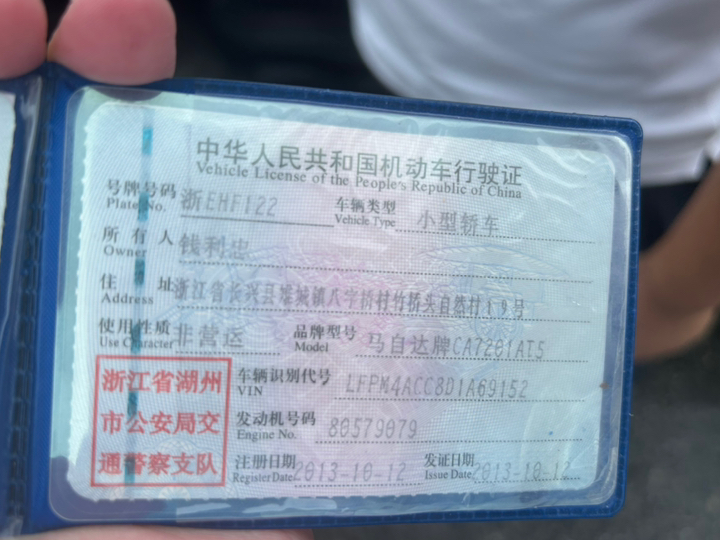 中华人民共和国机动车行驶证
Vehicle License of the People's Republic of China
号牌号码 浙EHF122 车辆类型 小型轿车
Plate No. Vehicle Type
所有人 钱利忠
Owner
住址 浙江省长兴县雉城镇八字桥村竹桥头自然村19号
Address
使用性质 非营运 品牌型号 马自达牌CA7201AT5
Use Character Model
浙江省湖州
市公安局交
通警察支队
车辆识别代号 LFPM4ACC8D1A69152
VIN
发动机号码 80579079
Engine No.
注册日期 2013-10-12 发证日期 2013-10-12
Register Date Issue Date